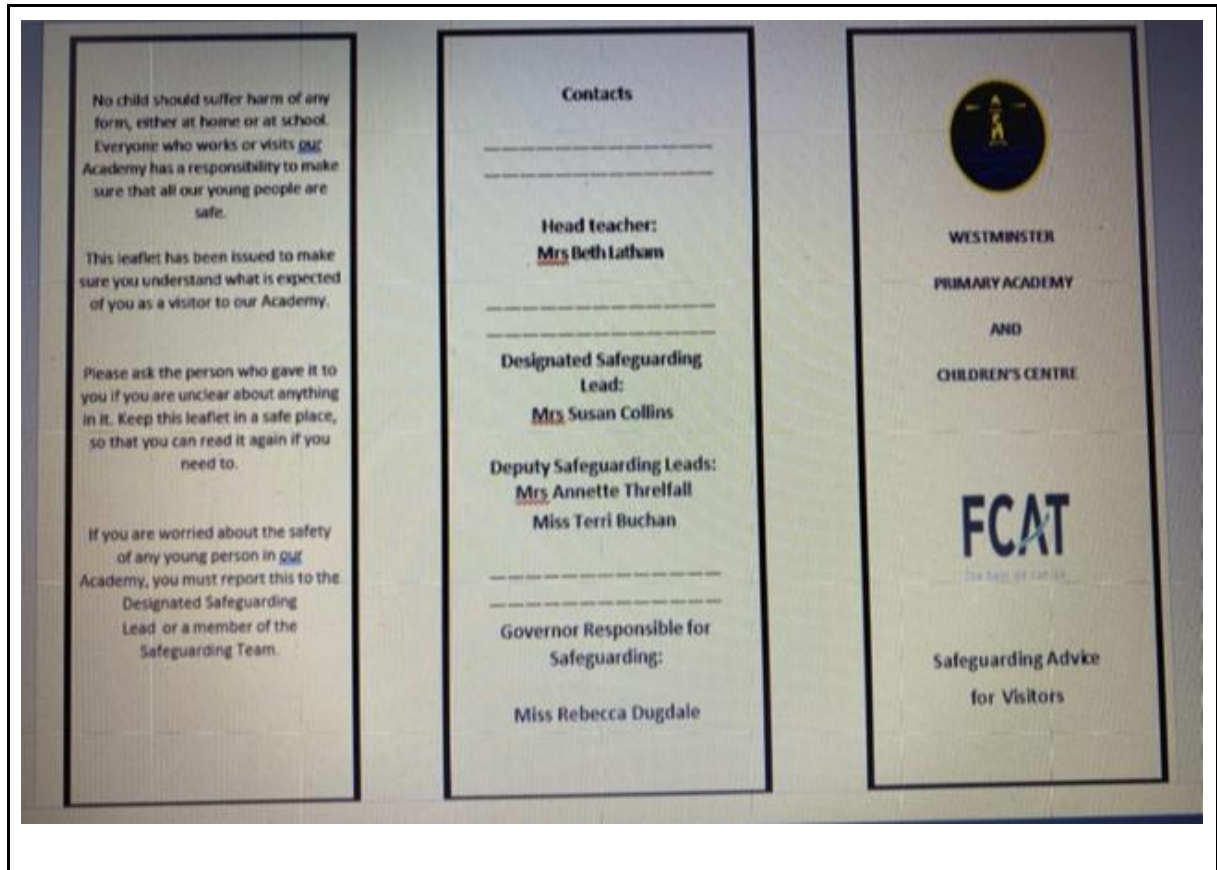 No child should suffer harm of any
form, either at home or at school.
Everyone who works or visits our
Academy has a responsibility to make
sure that all our young people are
safe.
This leaflet has been issued to make
sure you understand what is expected
of you as a visitor to our Academy.
Please ask the person who gave it to
you if you are unclear about anything
in it. Keep this leaflet in a safe place,
so that you can read it again if you
need to.
If you are worried about the safety
of any young person in our
Academy, you must report this to the
Designated Safeguarding
Lead or a member of the
Safeguarding Team.
Contacts
Head teacher:
Mrs Beth Latham
Designated Safeguarding
Lead:
Mrs Susan Collins
Deputy Safeguarding Leads:
Mrs Annette Threlfall
Miss Terri Buchan
Governor Responsible for
Safeguarding:
Miss Rebecca Dugdale
WESTMINSTER
PRIMARY ACADEMY
AND
CHILDREN'S CENTRE
FCAT
Safeguarding Advice
for Visitors